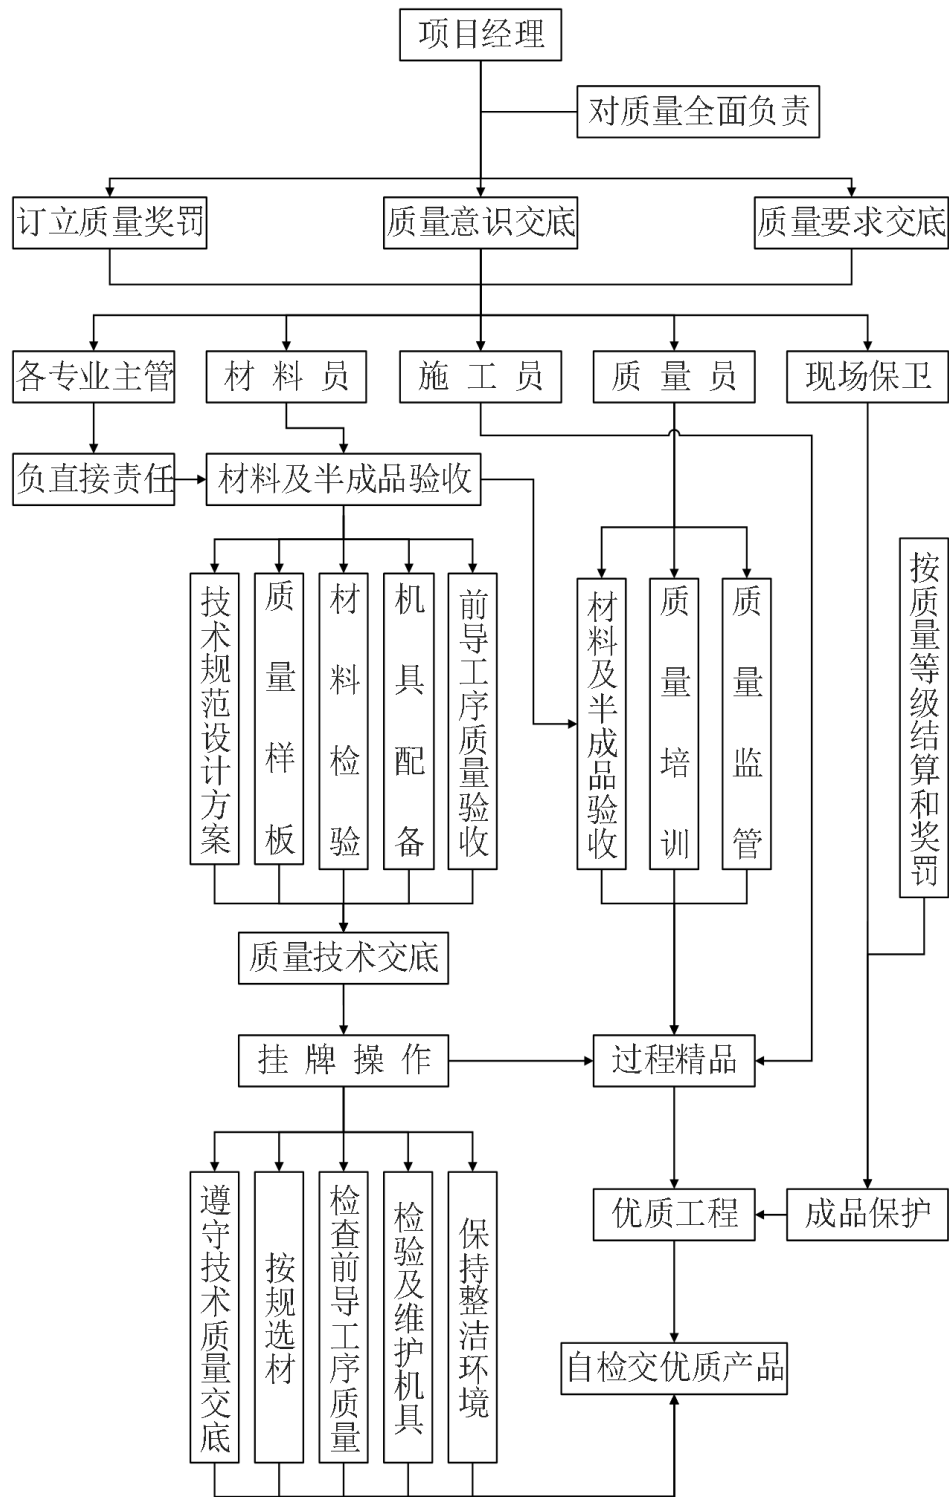 项目经理
对质量全面负责
订立质量奖罚
质量意识交底
质量要求交底
各专业主管
材料员
施工员
质量员
现场保卫
负直接责任
材料及半成品验收
技术规范设计方案
质量样板
材料检验
机具配备
前导工序质量验收
材料及半成品验收
质量培训
质量监管
按质量等级结算和奖罚
质量技术交底
挂牌操作
过程精品
遵守技术质量交底
按规选材
检查前导工序质量
检验及维护机具
保持整洁环境
优质工程
成品保护
自检交优质产品